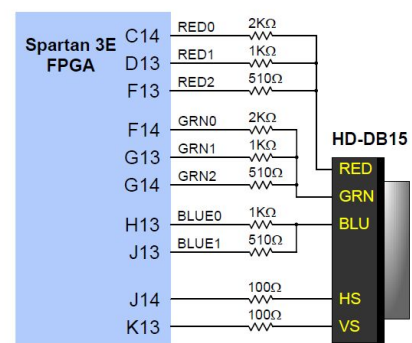 Spartan 3E
FPGA
C14 RED0 2KΩ
D13 RED1 1KΩ
F13 RED2 510Ω
F14 GRN0 2KΩ
G13 GRN1 1KΩ
G14 GRN2 510Ω
H13 BLUE0 1KΩ
J13 BLUE1 510Ω
J14 100Ω
K13 100Ω
HD-DB15
RED
GRN
BLU
HS
VS